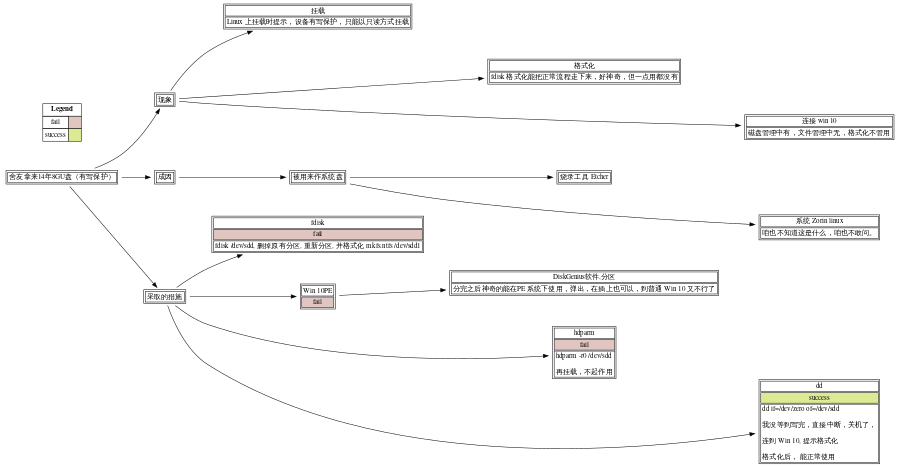 挂载
Linux 上挂载时提示，设备有写保护，只能以只读方式挂载
格式化
fdisk 格式化能把正常流程走下来，好神奇，但一点用都没有
现象
Legend
fail
success
连接 win 10
磁盘管理中有，文件管理中无，格式化不管用
舍友拿来14年8GU盘（有写保护）
成因
被用来作系统盘
烧录工具 Etcher
系统 Zorin linux
咱也不知道这是什么，咱也不敢问。
fdisk
fail
fdisk /dev/sdd, 删掉原有分区, 重新分区, 并格式化 mkfs.ntfs /dev/sdd1
采取的措施
Win 10PE
fail
DiskGenius软件,分区
分完之后神奇的能在PE 系统下使用，弹出，在插上也可以，到普通 Win 10 又不行了
hdparm
fail
hdparm -r0 /dev/sdd
再挂载，不起作用
dd
success
dd if=/dev/zero of=/dev/sdd
我没等到写完，直接中断，关机了，
连到 Win 10, 提示格式化
格式化后， 能正常使用